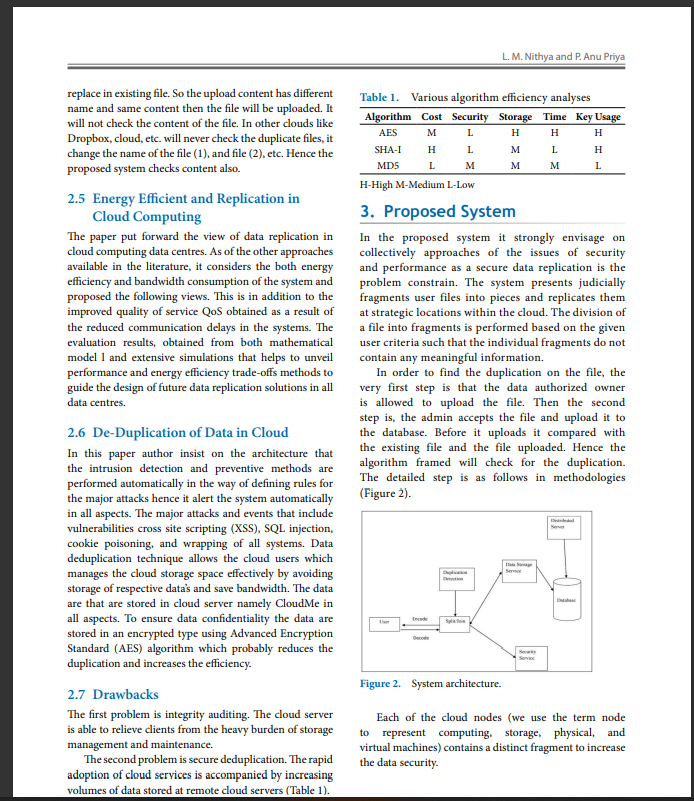 L. M. Nithya and P. Anu Priya
replace in existing file. So the upload content has different
name and same content then the file will be uploaded. It
will not check the content of the file. In other clouds like
Dropbox, cloud, etc. will never check the duplicate files, it
change the name of the file (1), and file (2), etc. Hence the
proposed system checks content also.
2.5 Energy Efficient and Replication in
Cloud Computing
The paper put forward the view of data replication in
cloud computing data centres. As of the other approaches
available in the literature, it considers the both energy
efficiency and bandwidth consumption of the system and
proposed the following views. This is in addition to the
improved quality of service QoS obtained as a result of
the reduced communication delays in the systems. The
evaluation results, obtained from both mathematical
model l and extensive simulations that helps to unveil
performance and energy efficiency trade-offs methods to
guide the design of future data replication solutions in all
data centres.
2.6 De-Duplication of Data in Cloud
In this paper author insist on the architecture that
the intrusion detection and preventive methods are
performed automatically in the way of defining rules for
the major attacks hence it alert the system automatically
in all aspects. The major attacks and events that include
vulnerabilities cross site scripting (XSS), SQL injection,
cookie poisoning, and wrapping of all systems. Data
deduplication technique allows the cloud users which
manages the cloud storage space effectively by avoiding
storage of respective data's and save bandwidth. The data
are that are stored in cloud server namely CloudMe in
all aspects. To ensure data confidentiality the data are
stored in an encrypted type using Advanced Encryption
Standard (AES) algorithm which probably reduces the
duplication and increases the efficiency.
2.7 Drawbacks
The first problem is integrity auditing. The cloud server
is able to relieve clients from the heavy burden of storage
management and maintenance.
The second problem is secure deduplication. The rapid
adoption of cloud services is accompanied by increasing
volumes of data stored at remote cloud servers (Table 1).
Table 1. Various algorithm efficiency analyses
Algorithm Cost Security Storage Time Key Usage
AES M L H H H
SHA-I H L M L H
MD5 L M M M L
H-High M-Medium L-Low
3. Proposed System
In the proposed system it strongly envisage on
collectively approaches of the issues of security
and performance as a secure data replication is the
problem constrain. The system presents judicially
fragments user files into pieces and replicates them
at strategic locations within the cloud. The division of
a file into fragments is performed based on the given
user criteria such that the individual fragments do not
contain any meaningful information.
In order to find the duplication on the file, the
very first step is that the data authorized owner
is allowed to upload the file. Then the second
step is, the admin accepts the file and upload it to
the database. Before it uploads it compared with
the existing file and the file uploaded. Hence the
algorithm framed will check for the duplication.
The detailed step is as follows in methodologies
(Figure 2).
Distributed
Server
Data Storage
Service
Duplication
Detection
Database
User
Encode
Split/Join
Decode
Security
Service
Figure 2. System architecture.
Each of the cloud nodes (we use the term node
to represent computing, storage, physical, and
virtual machines) contains a distinct fragment to increase
the data security.